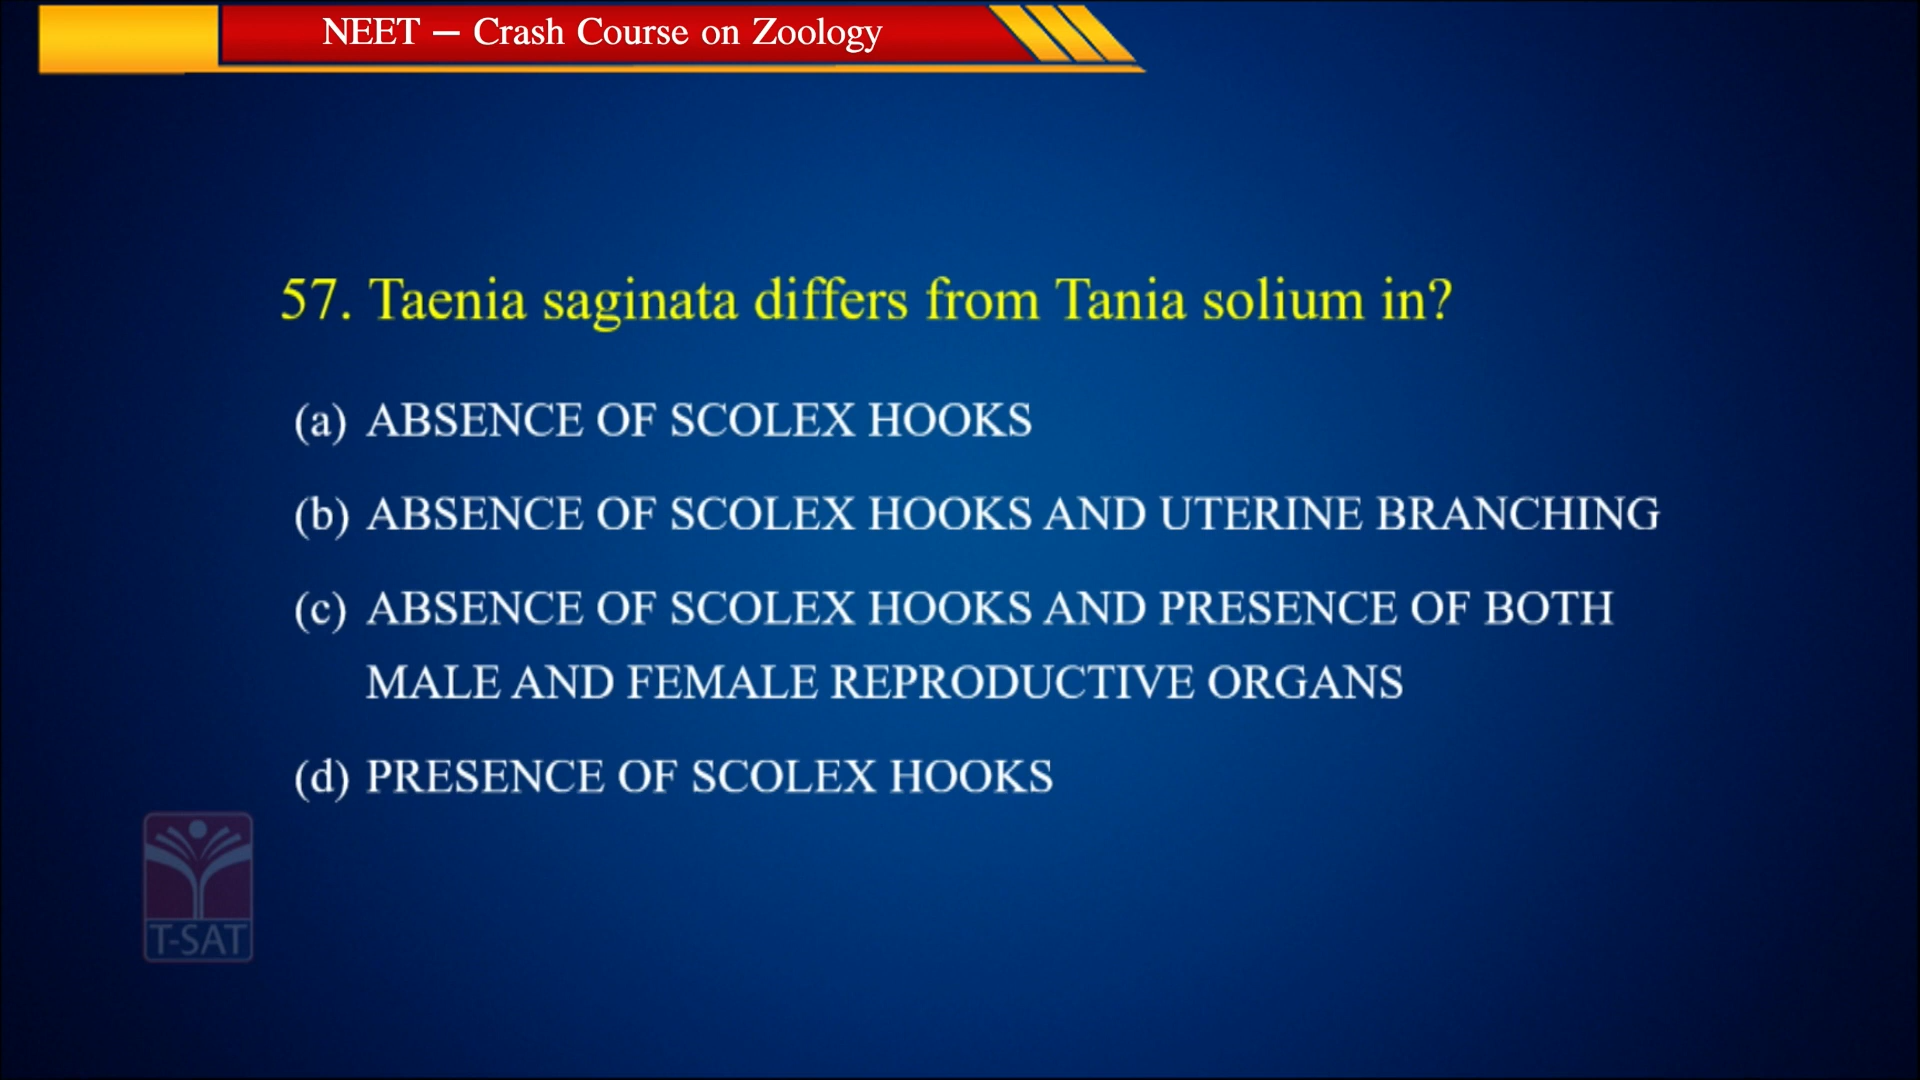 NEET – Crash Course on Zoology
57. Taenia saginata differs from Tania solium in?
(a) ABSENCE OF SCOLEX HOOKS
(b) ABSENCE OF SCOLEX HOOKS AND UTERINE BRANCHING
(c) ABSENCE OF SCOLEX HOOKS AND PRESENCE OF BOTH
MALE AND FEMALE REPRODUCTIVE ORGANS
(d) PRESENCE OF SCOLEX HOOKS
T-SAT